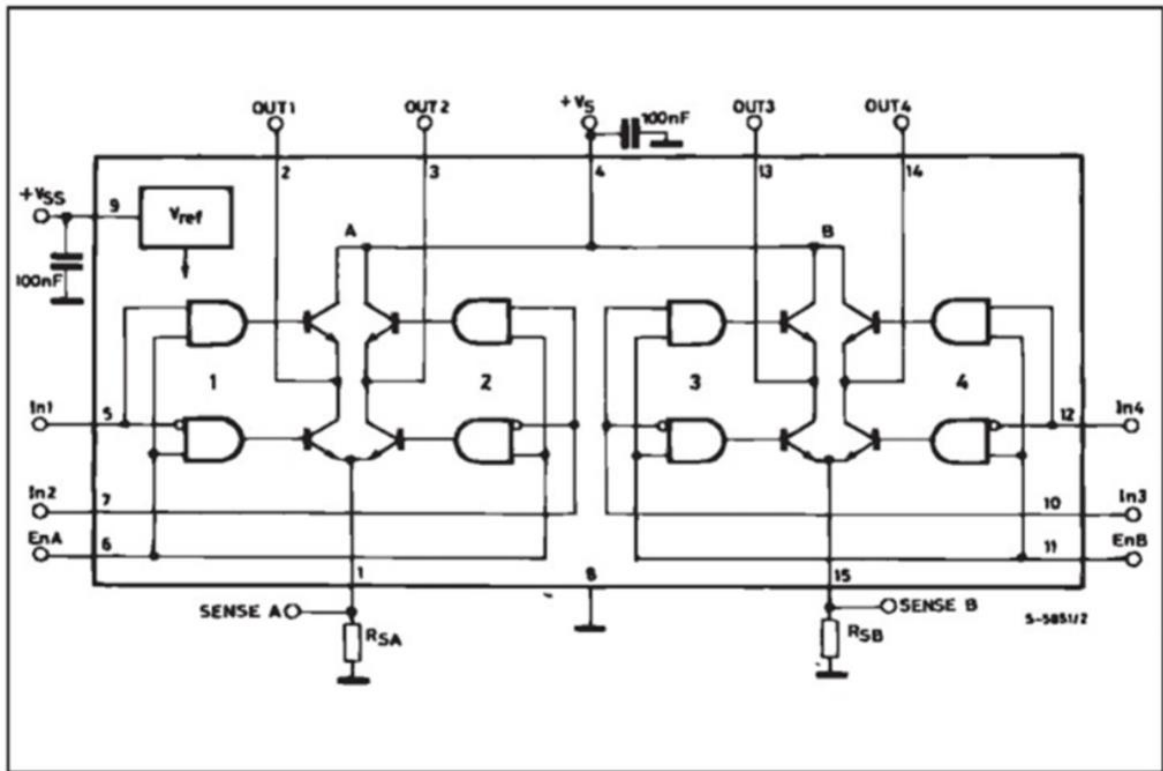 OUT1 OUT2 +VS 100nF OUT3 OUT4
2 3 4 13 14
+VSS 9 Vref
A B
100nF
1 2 3 4
In1 5 12 In4
In2 7 10 In3
EnA 6 11 EnB
1 8 15
SENSE A SENSE B
S-5851/2
RSA RSB